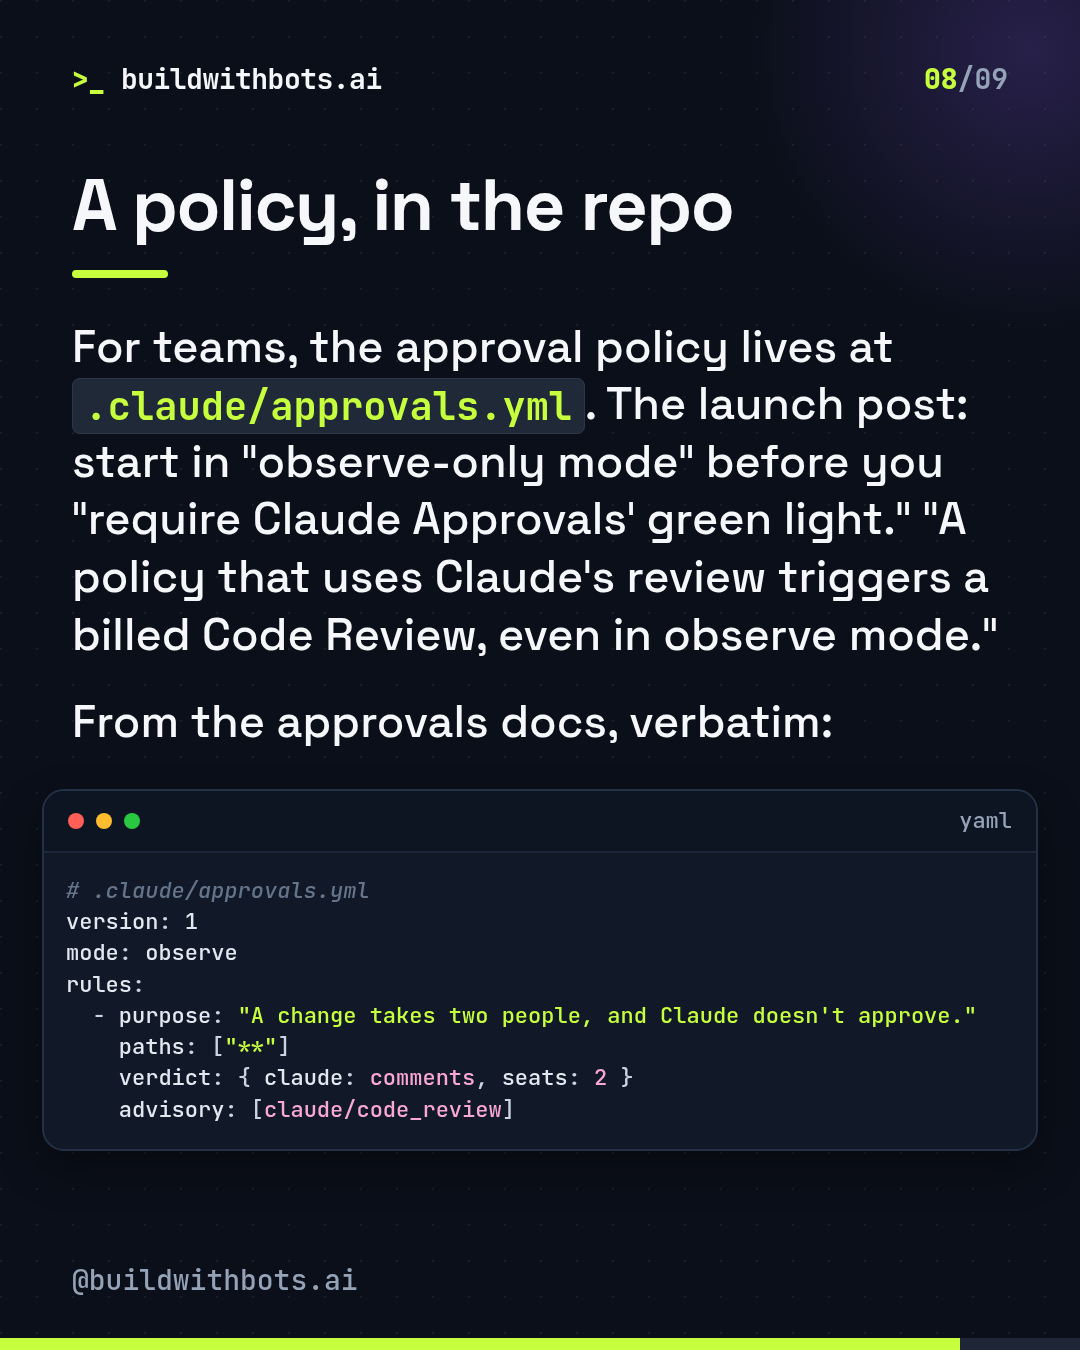 >_ buildwithbots.ai
08/09
A policy, in the repo
For teams, the approval policy lives at
.claude/approvals.yml. The launch post:
start in "observe-only mode" before you
"require Claude Approvals' green light." "A
policy that uses Claude's review triggers a
billed Code Review, even in observe mode."
From the approvals docs, verbatim:
yaml
# .claude/approvals.yml
version: 1
mode: observe
rules:
  - purpose: "A change takes two people, and Claude doesn't approve."
    paths: ["**"]
    verdict: { claude: comments, seats: 2 }
    advisory: [claude/code_review]
@buildwithbots.ai